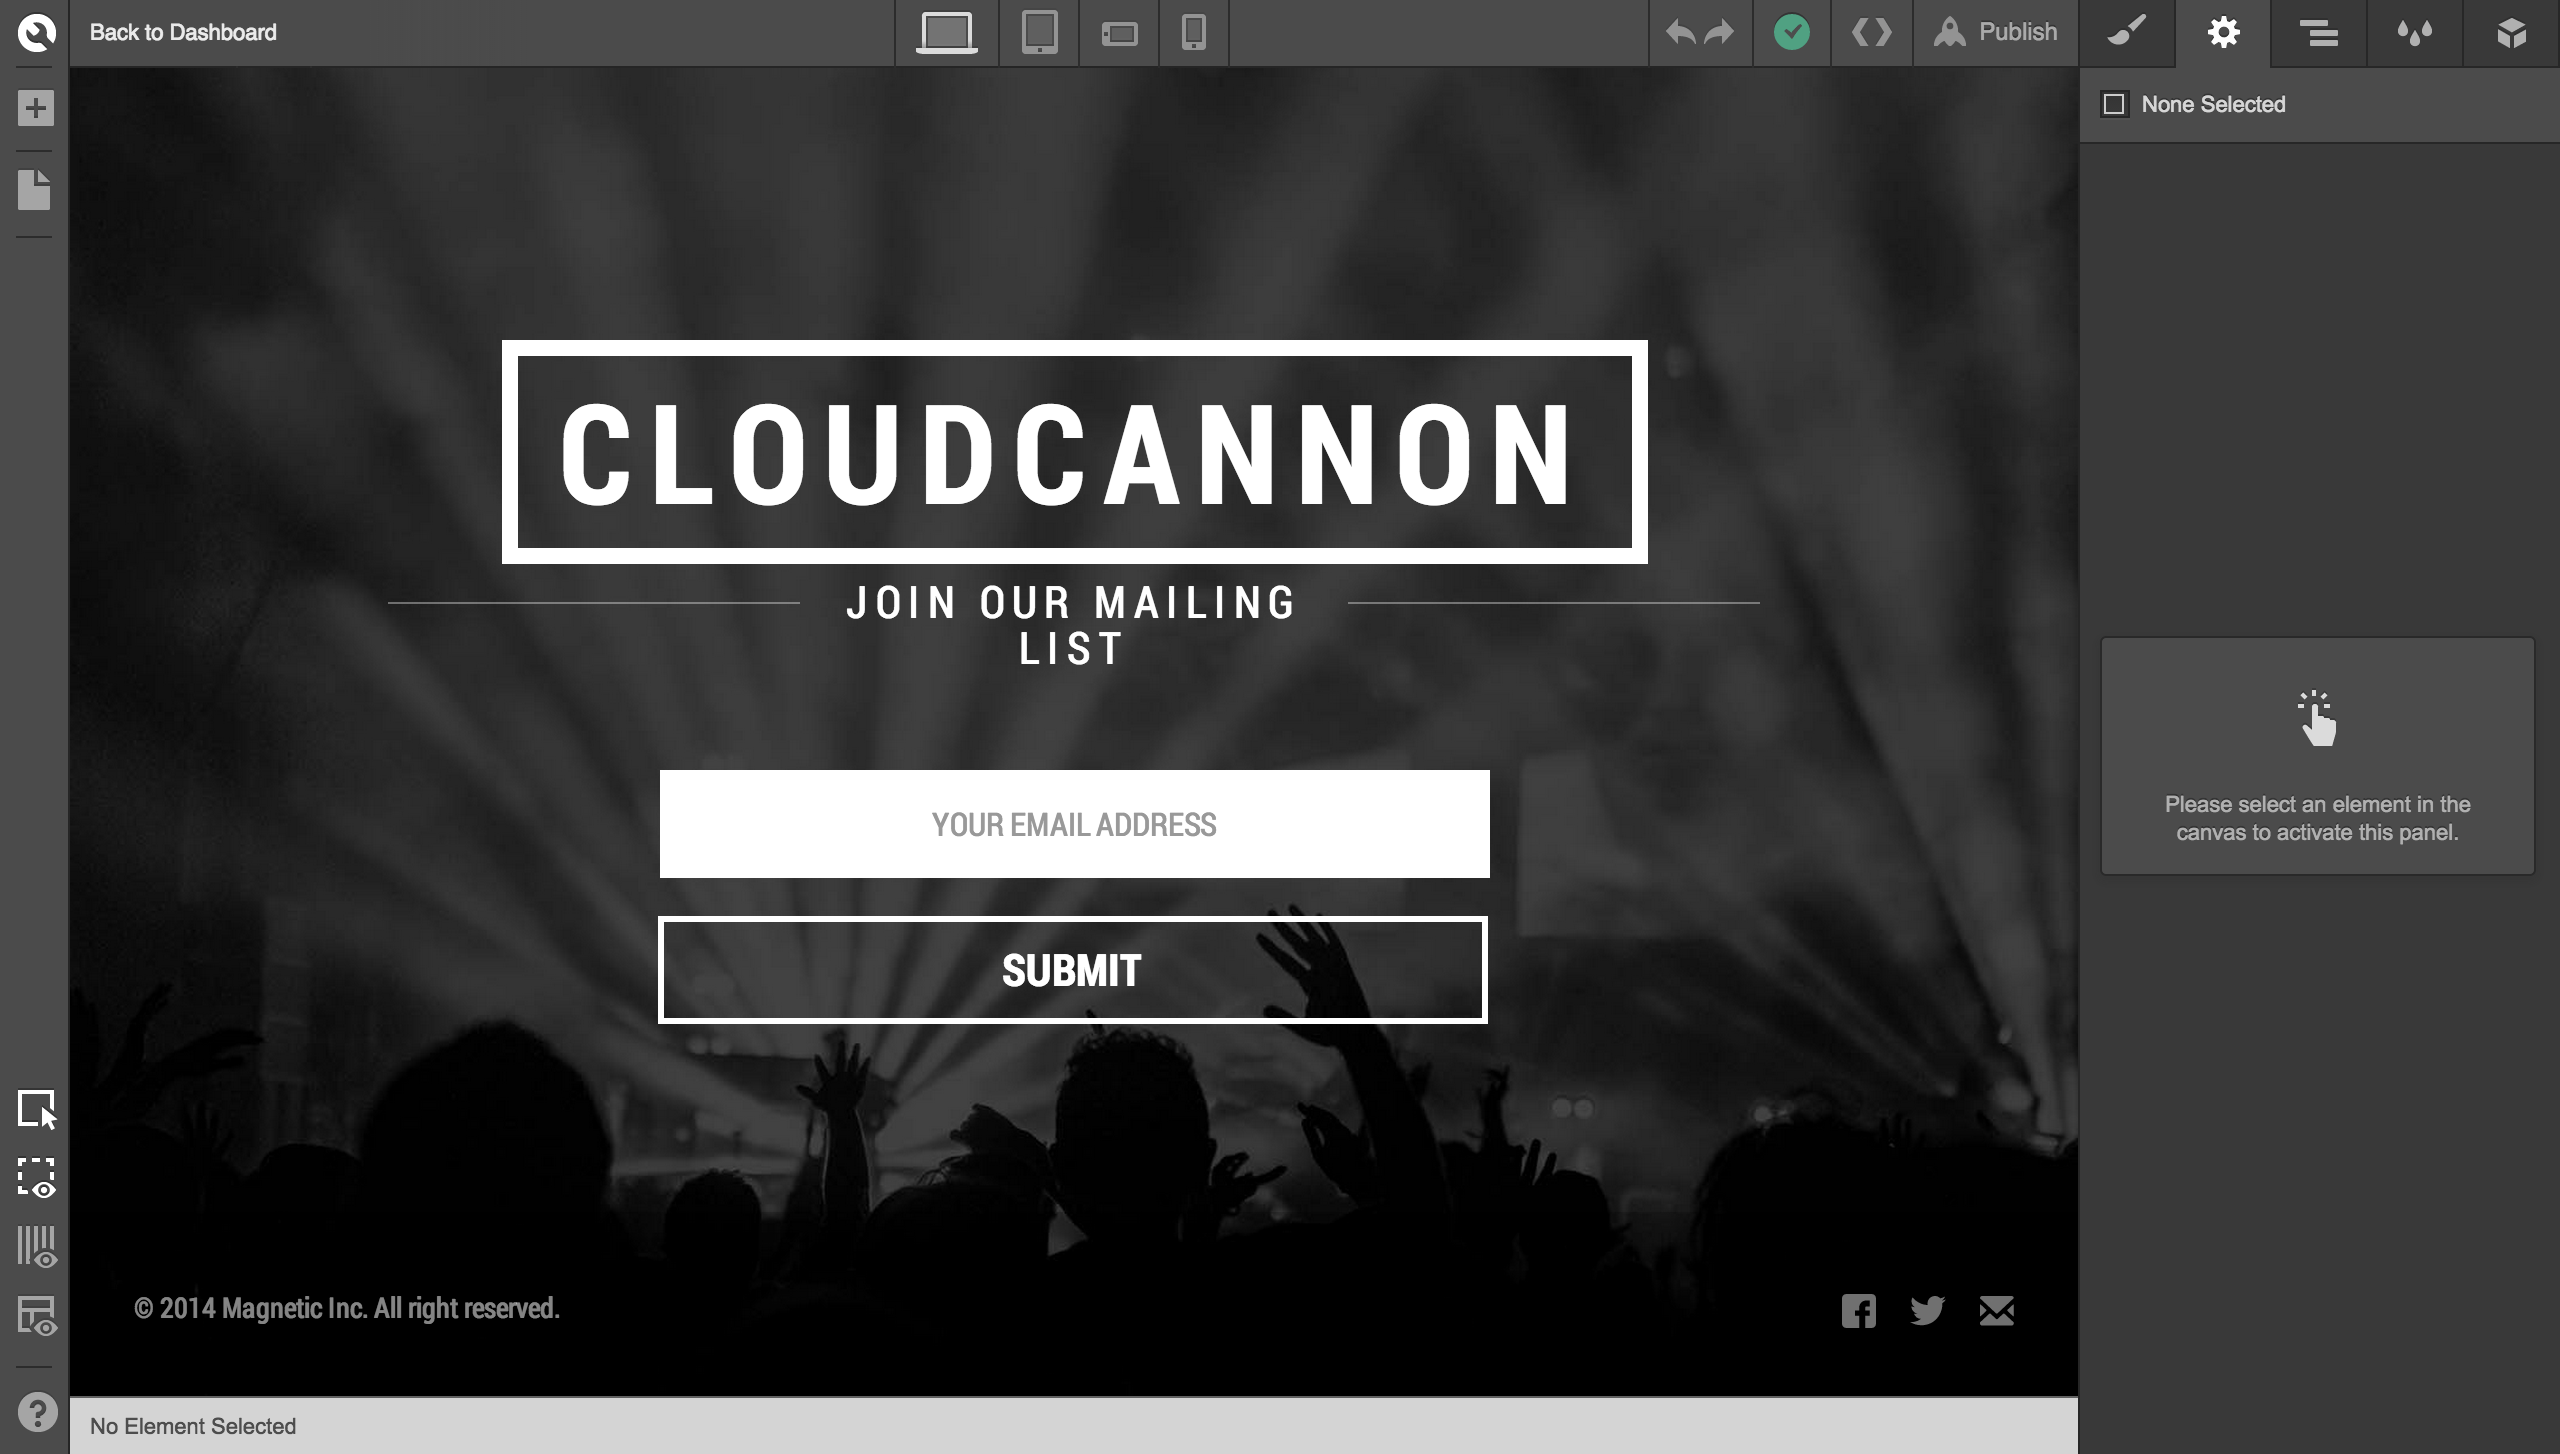 Back to Dashboard
Publish
None Selected
CLOUDCANNON
JOIN OUR MAILING
LIST
YOUR EMAIL ADDRESS
SUBMIT
Please select an element in the
canvas to activate this panel.
© 2014 Magnetic Inc. All right reserved.
No Element Selected